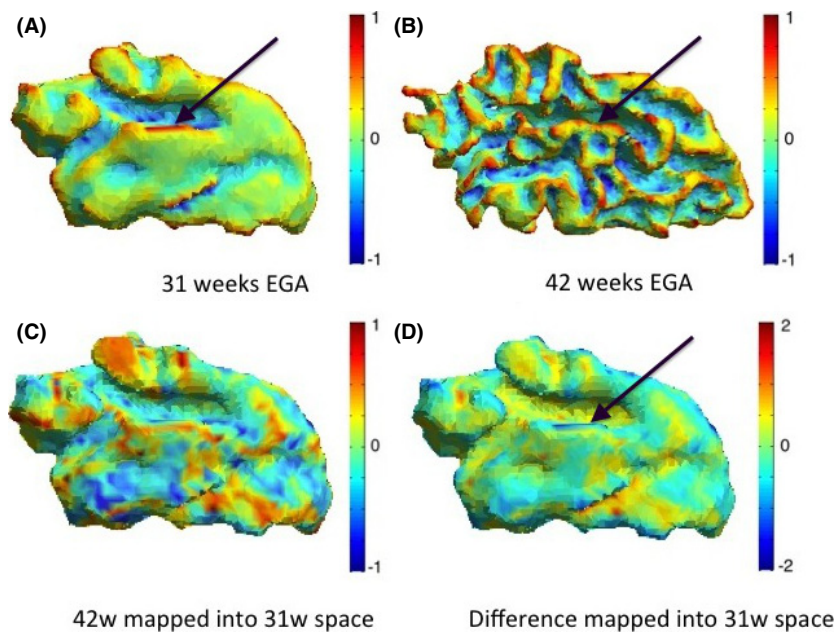 (A)
1
0
-1
31 weeks EGA
(B)
1
0
-1
42 weeks EGA
(C)
1
0
-1
42w mapped into 31w space
(D)
2
0
-2
Difference mapped into 31w space